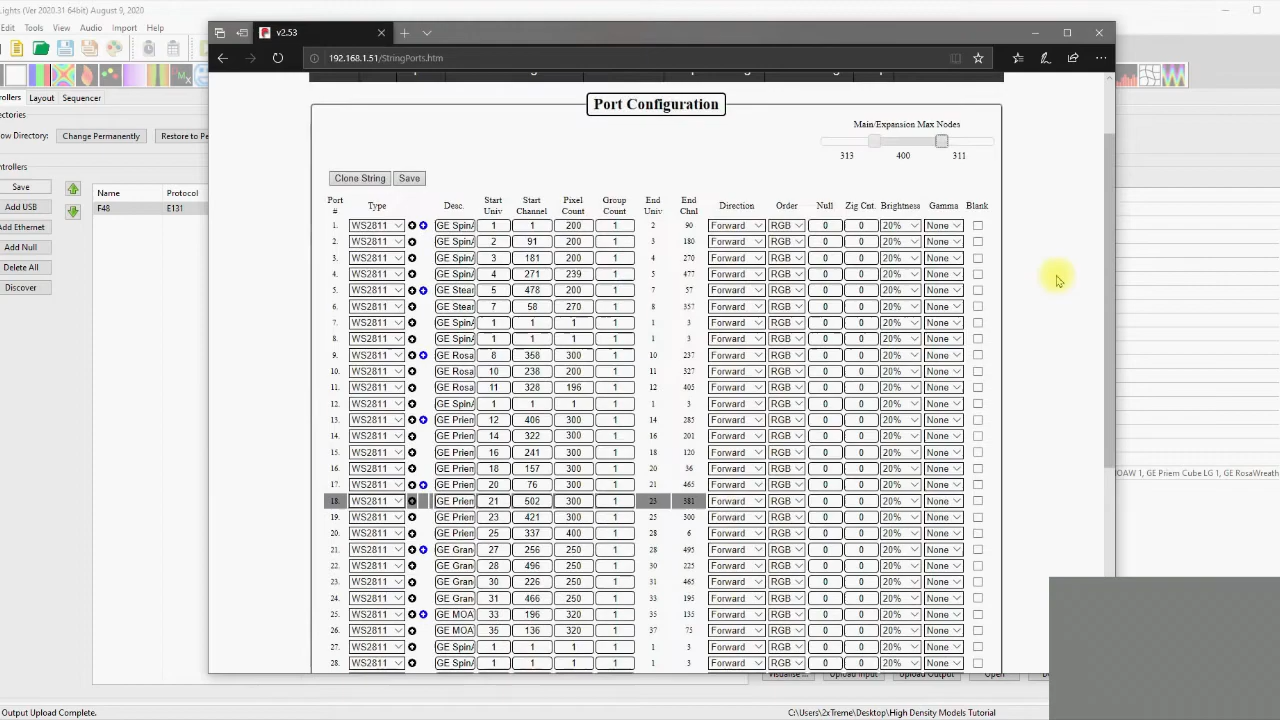 Lights (Ver 2020.31 64bit) August 9, 2020
Edit Tools View Audio Import Help
Layout Sequencer
Change Permanently
Save
Add USB
Add Null
Delete All
Discover
Name Protocol
F48 E131
v2.53
192.168.1.51/StringPorts.htm
Port Configuration
Main/Expansion Max Nodes
313 400 311
Clone String Save
Port # Type Desc. Start Univ Start Channel Pixel Count Group Count End Univ End Chnl Direction Order Null Zig Cnt. Brightness Gamma Blank
1. WS2811 GE Spin 1 1 200 1 2 90 Forward RGB 0 0 20% None
2. WS2811 GE Spin 2 91 200 1 3 180 Forward RGB 0 0 20% None
3. WS2811 GE Spin 3 181 200 1 4 270 Forward RGB 0 0 20% None
4. WS2811 GE Spin 4 271 239 1 5 477 Forward RGB 0 0 20% None
5. WS2811 GE Stear 5 478 200 1 7 57 Forward RGB 0 0 20% None
6. WS2811 GE Stear 7 58 270 1 8 357 Forward RGB 0 0 20% None
7. WS2811 GE Spin 1 1 1 1 1 3 Forward RGB 0 0 20% None
8. WS2811 GE Spin 1 1 1 1 1 3 Forward RGB 0 0 20% None
9. WS2811 GE Rosa 8 358 300 1 10 237 Forward RGB 0 0 20% None
10. WS2811 GE Rosa 10 238 200 1 11 327 Forward RGB 0 0 20% None
11. WS2811 GE Rosa 11 328 196 1 12 405 Forward RGB 0 0 20% None
12. WS2811 GE Spin 1 1 1 1 1 3 Forward RGB 0 0 20% None
13. WS2811 GE Prien 12 406 300 1 14 285 Forward RGB 0 0 20% None
14. WS2811 GE Prien 14 322 300 1 16 201 Forward RGB 0 0 20% None
15. WS2811 GE Prien 16 241 300 1 18 120 Forward RGB 0 0 20% None
16. WS2811 GE Prien 18 157 300 1 20 36 Forward RGB 0 0 20% None
17. WS2811 GE Prien 20 76 300 1 21 465 Forward RGB 0 0 20% None
18. WS2811 GE Prien 21 502 300 1 23 381 Forward RGB 0 0 20% None
19. WS2811 GE Prien 23 421 300 1 25 300 Forward RGB 0 0 20% None
20. WS2811 GE Prien 25 337 400 1 28 6 Forward RGB 0 0 20% None
21. WS2811 GE Gran 27 256 250 1 28 495 Forward RGB 0 0 20% None
22. WS2811 GE Gran 28 496 250 1 30 225 Forward RGB 0 0 20% None
23. WS2811 GE Gran 30 226 250 1 31 465 Forward RGB 0 0 20% None
24. WS2811 GE Gran 31 466 250 1 33 195 Forward RGB 0 0 20% None
25. WS2811 GE MOA 33 196 320 1 35 135 Forward RGB 0 0 20% None
26. WS2811 GE MOA 35 136 320 1 37 75 Forward RGB 0 0 20% None
27. WS2811 GE Spin 1 1 1 1 1 3 Forward RGB 0 0 20% None
28. WS2811 GE Spin 1 1 1 1 1 3 Forward RGB 0 0 20% None
1, GE Priem Cube LG 1, GE RosaWreath
Output Upload Complete.
C:\Users\2xTreme\Desktop\High Density Models Tutorial